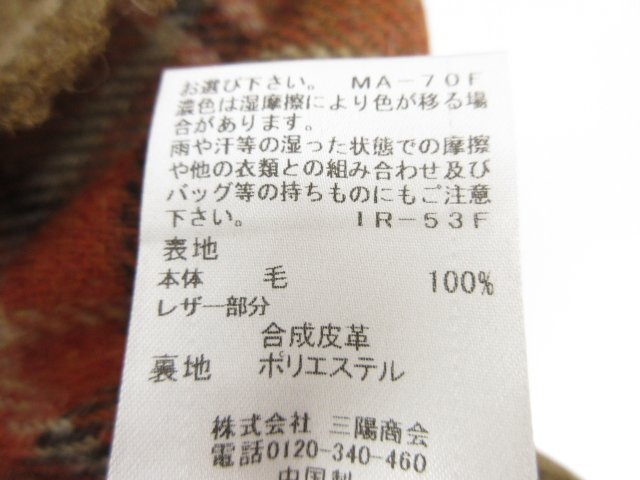 お選び下さい。　MA-70F
濃色は湿摩擦により色が移る場
合があります。
雨や汗等の湿った状態での摩擦
や他の衣類との組み合わせ及び
バッグ等の持ちものにもご注意
下さい。　　　　IR-53F
表地
本体　毛　100%
レザー部分
合成皮革
裏地　ポリエステル
株式会社 三陽商会
電話0120-340-460
中国製